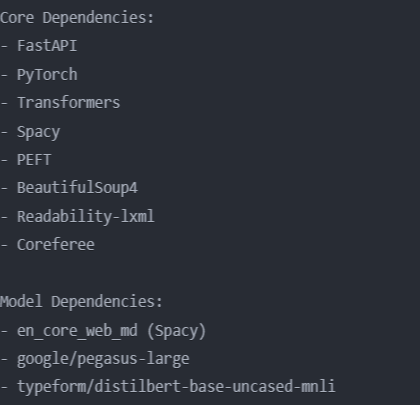 Core Dependencies:
- FastAPI
- PyTorch
- Transformers
- Spacy
- PEFT
- BeautifulSoup4
- Readability-lxml
- Coreferee

Model Dependencies:
- en_core_web_md (Spacy)
- google/pegasus-large
- typeform/distilbert-base-uncased-mnli